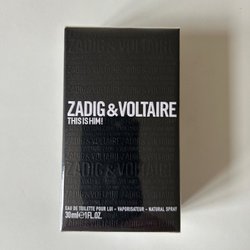 ZADIG&VOLTAIRE
THIS IS HIM!
EAU DE TOILETTE POUR LUI - VAPORISATEUR - NATURAL SPRAY
30ml℮1FL.OZ.